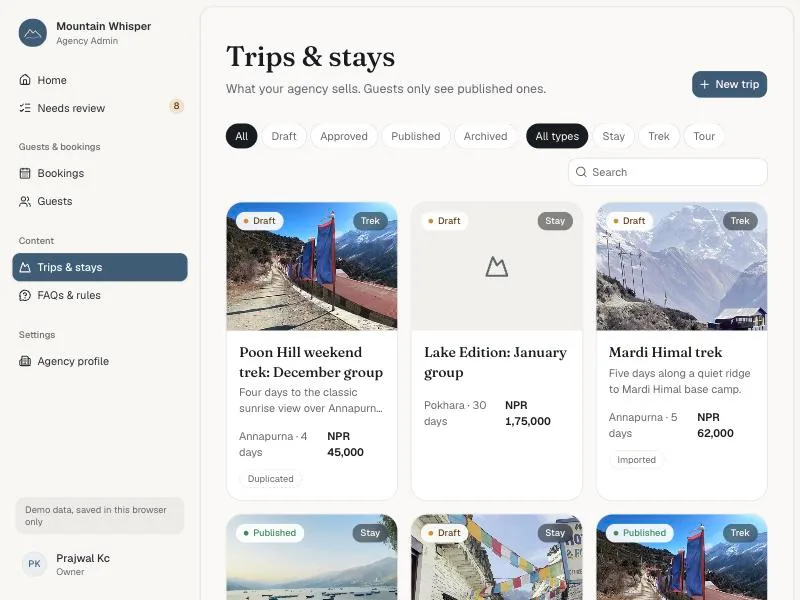 Mountain Whisper
Agency Admin
Home
Needs review
8
Guests & bookings
Bookings
Guests
Content
Trips & stays
FAQs & rules
Settings
Agency profile
Demo data, saved in this browser
only
PK
Prajwal Kc
Owner
Trips & stays
What your agency sells. Guests only see published ones.
New trip
All
Draft
Approved
Published
Archived
All types
Stay
Trek
Tour
Search
Draft
Trek
Poon Hill weekend
trek: December group
Four days to the classic
sunrise view over Annapurn…
Annapurna · 4
days
NPR
45,000
Duplicated
Draft
Stay
Lake Edition: January
group
Pokhara · 30
days
NPR
1,75,000
Draft
Trek
Mardi Himal trek
Five days along a quiet ridge
to Mardi Himal base camp.
Annapurna · 5
days
NPR
62,000
Imported
Published
Stay
Draft
Stay
Published
Trek